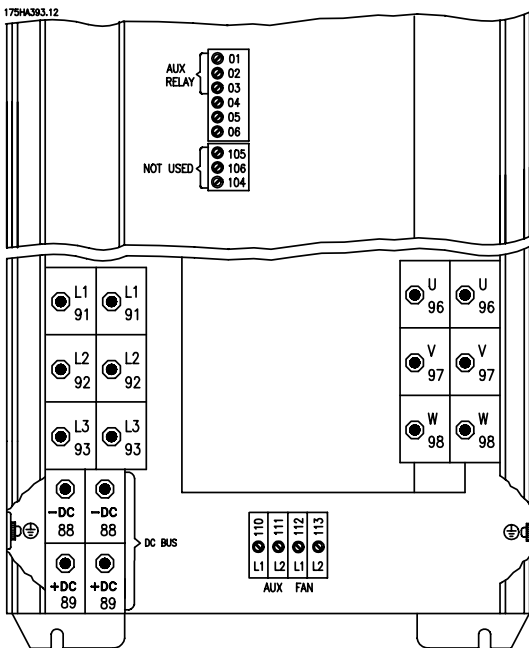 175HA393.12
AUX
RELAY
01
02
03
04
05
06
NOT USED
105
106
104
L1 L1
91 91
L2 L2
92 92
L3 L3
93 93
U U
96 96
V V
97 97
W W
98 98
-DC -DC
88 88
DC BUS
+DC +DC
89 89
110 111 112 113
L1 L2 L1 L2
AUX FAN